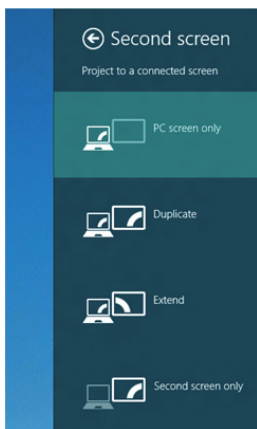 Second screen
Project to a connected screen
PC screen only
Duplicate
Extend
Second screen only